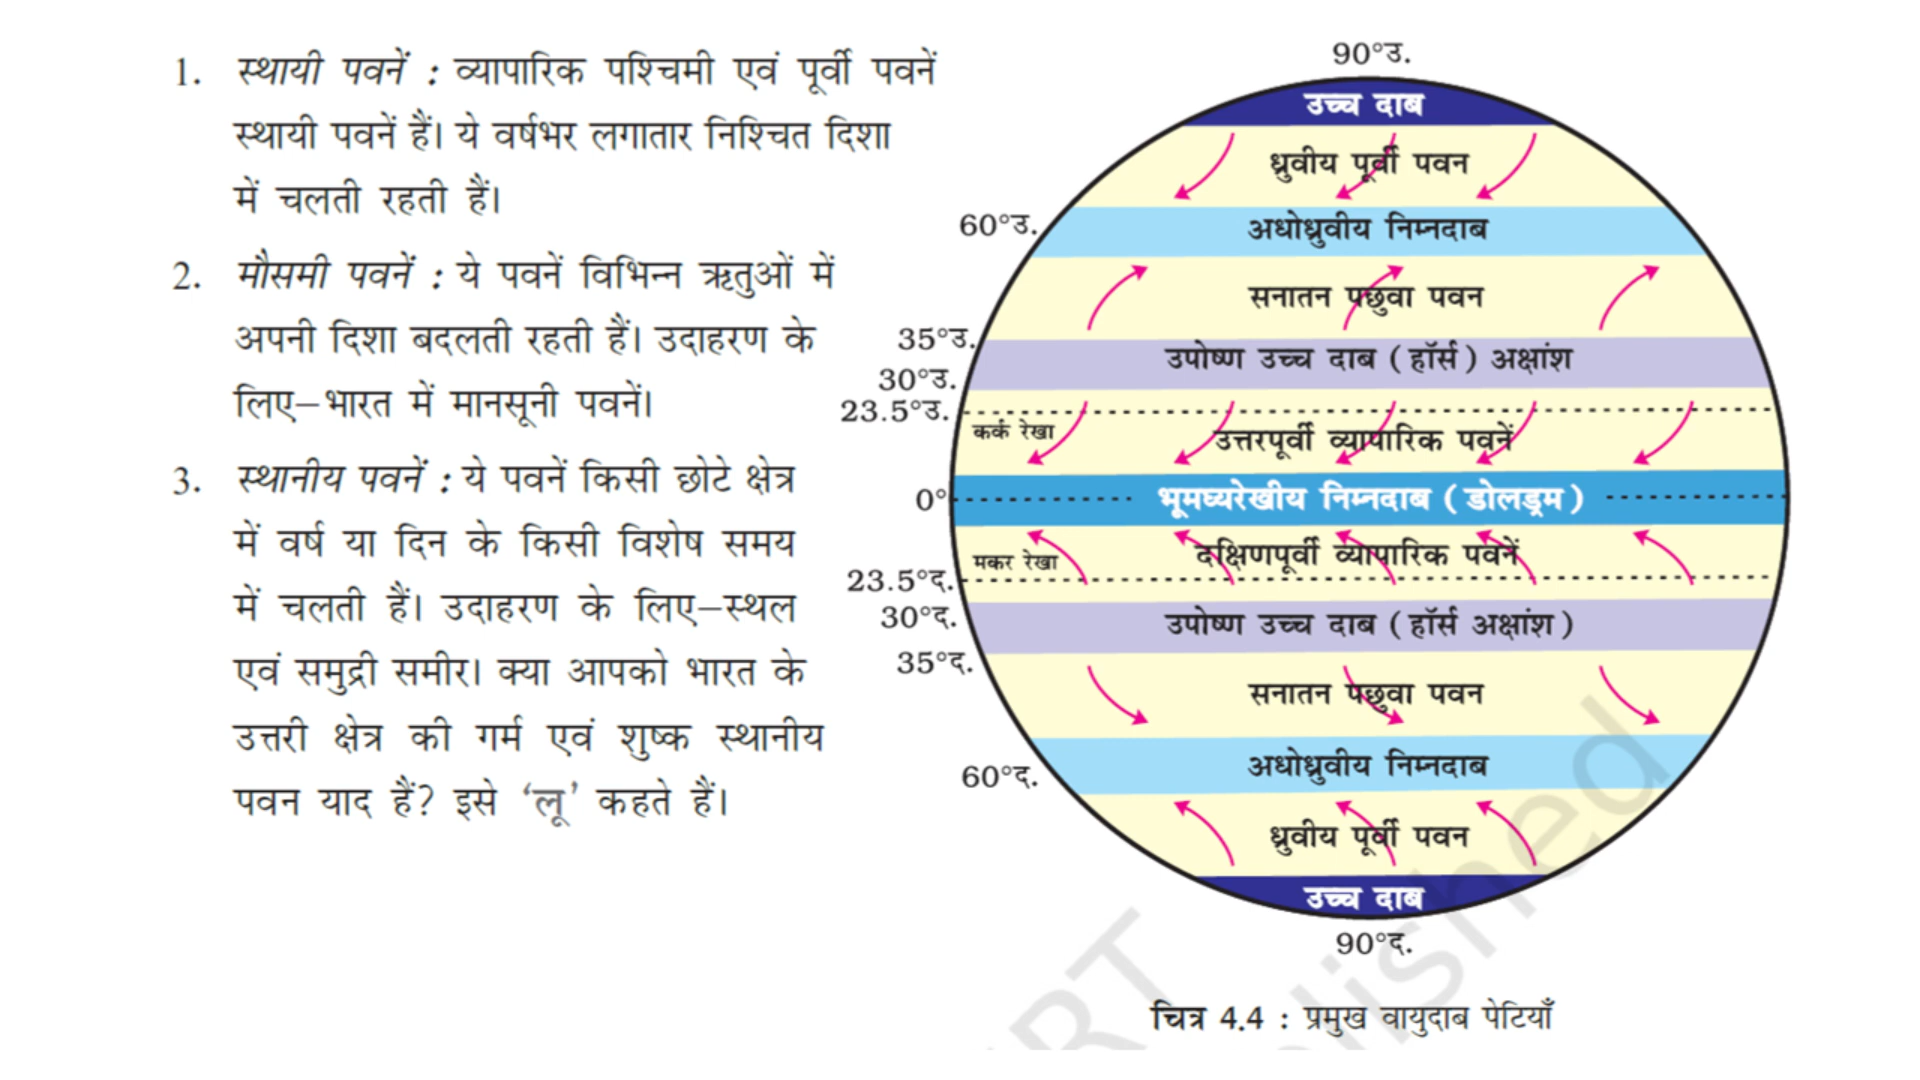 1. स्थायी पवनें : व्यापारिक पश्चिमी एवं पूर्वी पवनें
स्थायी पवनें हैं। ये वर्षभर लगातार निश्चित दिशा
में चलती रहती हैं।
2. मौसमी पवनें : ये पवनें विभिन्न ऋतुओं में
अपनी दिशा बदलती रहती हैं। उदाहरण के
लिए–भारत में मानसूनी पवनें।
3. स्थानीय पवनें : ये पवनें किसी छोटे क्षेत्र
में वर्ष या दिन के किसी विशेष समय
में चलती हैं। उदाहरण के लिए–स्थल
एवं समुद्री समीर। क्या आपको भारत के
उत्तरी क्षेत्र की गर्म एवं शुष्क स्थानीय
पवन याद हैं? इसे ‘लू’ कहते हैं।
90°उ.
उच्च दाब
ध्रुवीय पूर्वी पवन
60°उ.
अधोध्रुवीय निम्नदाब
सनातन पछुवा पवन
35°उ.
उपोष्ण उच्च दाब (हॉर्स) अक्षांश
30°उ.
23.5°उ.
कर्क रेखा
उत्तरपूर्वी व्यापारिक पवनें
0°
भूमघ्यरेखीय निम्नदाब (डोलड्रम)
दक्षिणपूर्वी व्यापारिक पवनें
मकर रेखा
23.5°द.
30°द.
उपोष्ण उच्च दाब (हॉर्स अक्षांश)
35°द.
सनातन पछुवा पवन
60°द.
अधोध्रुवीय निम्नदाब
ध्रुवीय पूर्वी पवन
उच्च दाब
90°द.
चित्र 4.4 : प्रमुख वायुदाब पेटियाँ